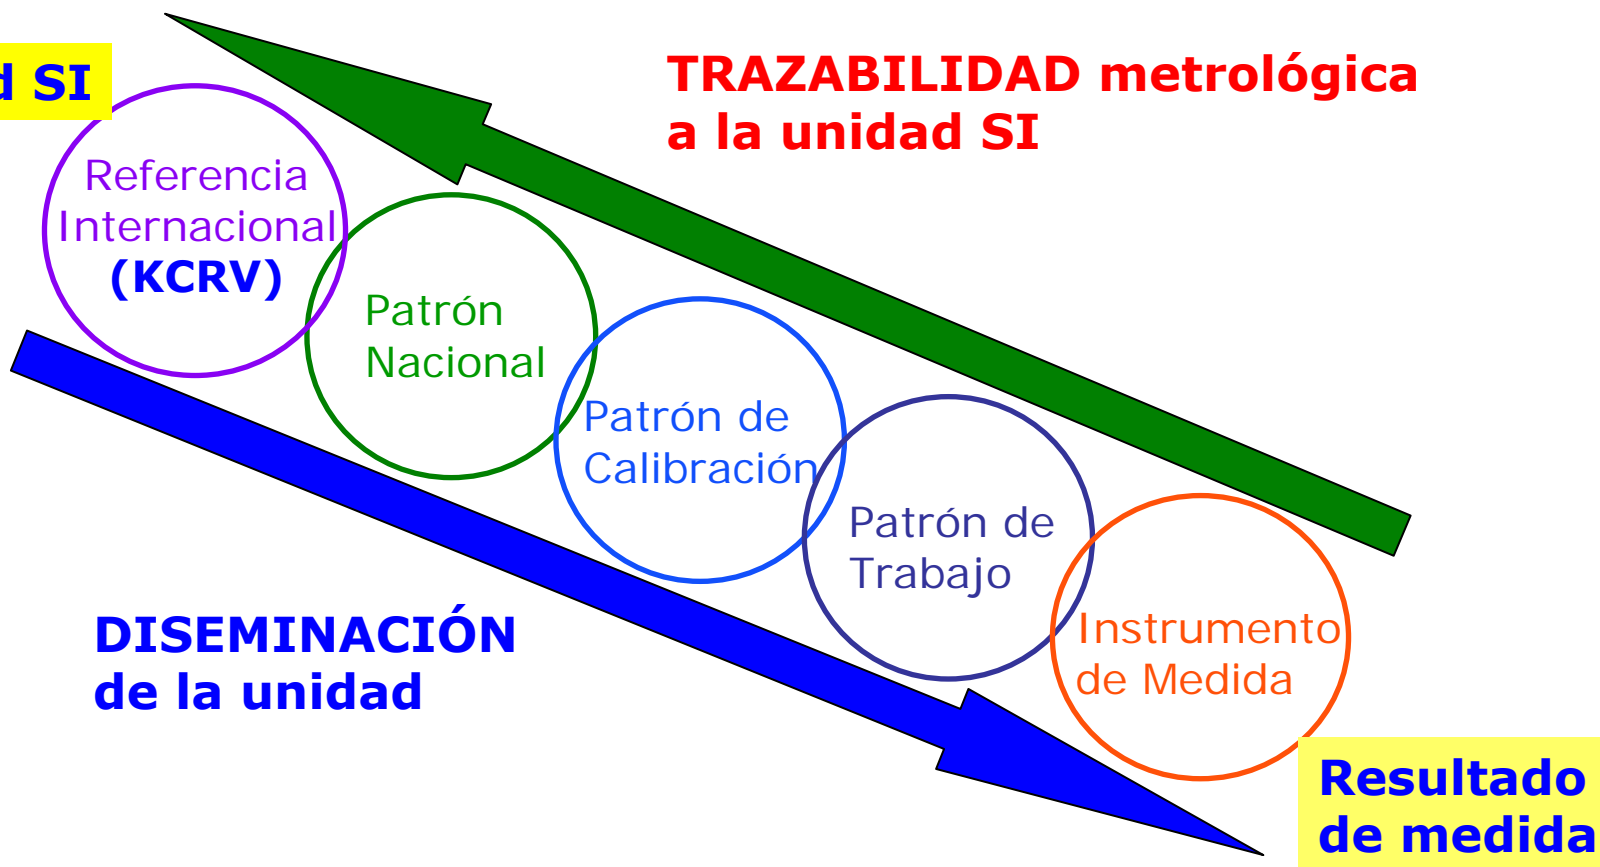 SI
TRAZABILIDAD metrológica
a la unidad SI
Referencia
Internacional
(KCRV)
Patrón
Nacional
Patrón de
Calibración
Patrón de
Trabajo
Instrumento
de Medida
DISEMINACIÓN
de la unidad
Resultado
de medida